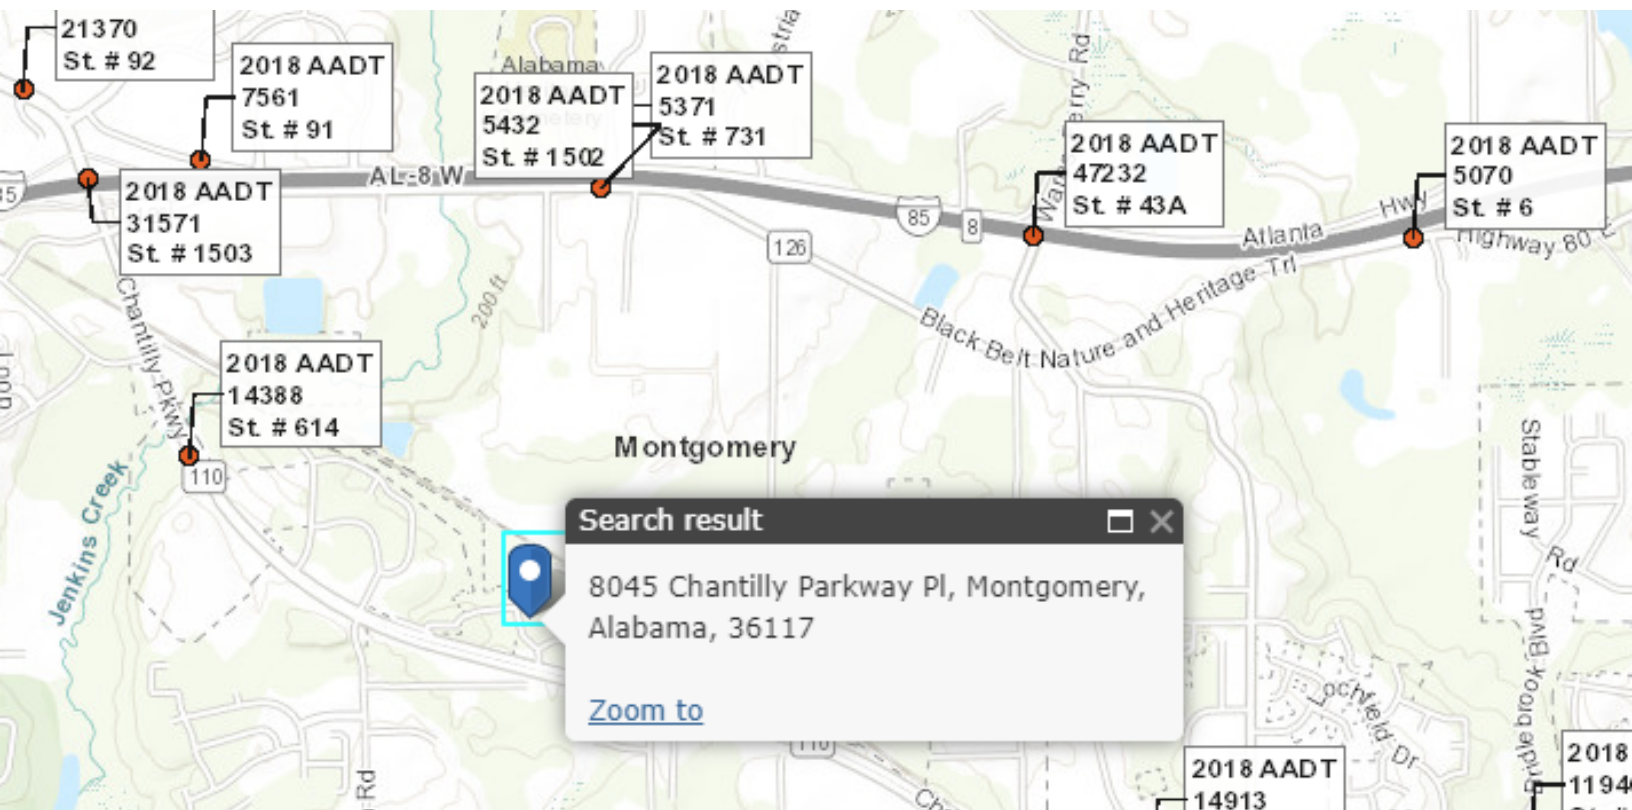 21370
St. # 92
2018 AADT
7561
St. # 91
Alabama
2018 AADT
5432
St. # 1502
2018 AADT
5371
St. # 731
2018 AADT
47232
St. # 43A
2018 AADT
5070
St. # 6
AL-8 W
2018 AADT
31571
St. # 1503
85
8
126
Atlanta
Hwy
Highway 80 E
Chantilly Pkwy
200 ft
Black Belt Nature and Heritage Trl
2018 AADT
14388
St. # 614
Loop
110
Jenkins Creek
Montgomery
Stableway
Rd
Search result
8045 Chantilly Parkway Pl, Montgomery,
Alabama, 36117
Zoom to
Lochfield Dr
Blvd
110
Rd
2018 AADT
14913
2018